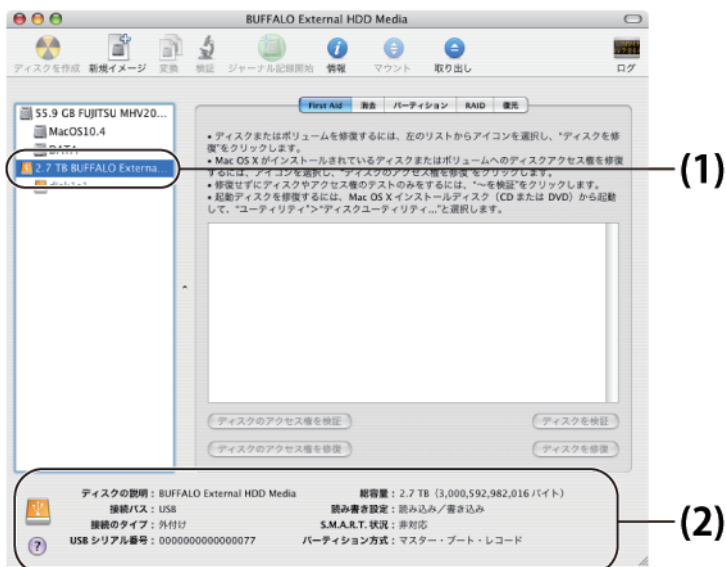 BUFFALO External HDD Media
ディスクを作成 新規イメージ 変換 検証 ジャーナル記録開始 情報 マウント 取り出し ログ
55.9 GB FUJITSU MHV20...
MacOS10.4
DATA
2.7 TB BUFFALO Externa...
disk1s1
(1)
First Aid 消去 パーティション RAID 復元
• ディスクまたはボリュームを修復するには、左のリストからアイコンを選択し、“ディスクを修
復”をクリックします。
• Mac OS X がインストールされているディスクまたはボリュームへのディスクアクセス権を修復
するには、アイコンを選択し、“ディスクのアクセス権を修復”をクリックします。
• 修復せずにディスクやアクセス権のテストのみをするには、“〜を検証”をクリックします。
• 起動ディスクを修復するには、Mac OS X インストールディスク（CD または DVD）から起動
して、“ユーティリティ”>“ディスクユーティリティ...”と選択します。
ディスクのアクセス権を検証 ディスクを検証
ディスクのアクセス権を修復 ディスクを修復
ディスクの説明：BUFFALO External HDD Media
接続バス：USB
接続のタイプ：外付け
USB シリアル番号：0000000000000077
総容量：2.7 TB（3,000,592,982,016 バイト）
読み書き設定：読み込み／書き込み
S.M.A.R.T. 状況：非対応
パーティション方式：マスター・ブート・レコード
(2)